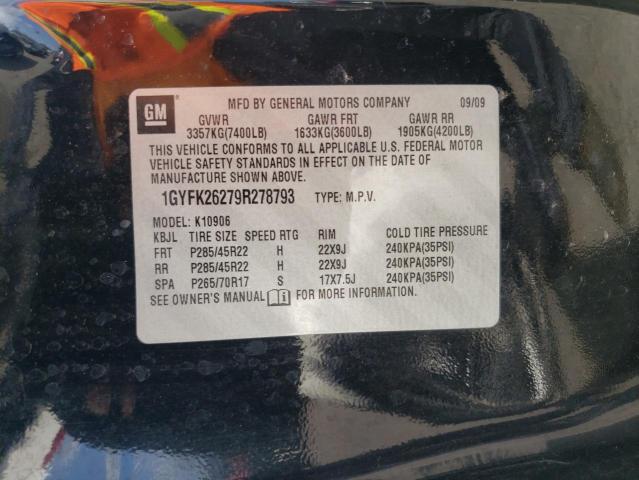 GM
MFD BY GENERAL MOTORS COMPANY 09/09
GVWR GAWR FRT GAWR RR
3357KG(7400LB) 1633KG(3600LB) 1905KG(4200LB)
THIS VEHICLE CONFORMS TO ALL APPLICABLE U.S. FEDERAL MOTOR
VEHICLE SAFETY STANDARDS IN EFFECT ON THE DATE OF
MANUFACTURE SHOWN ABOVE.
1GYFK26279R278793 TYPE: M.P.V.
MODEL: K10906
KBJL TIRE SIZE SPEED RTG RIM COLD TIRE PRESSURE
FRT P285/45R22 H 22X9J 240KPA(35PSI)
RR P285/45R22 H 22X9J 240KPA(35PSI)
SPA P265/70R17 S 17X7.5J 240KPA(35PSI)
SEE OWNER'S MANUAL FOR ADDITIONAL INFORMATION.